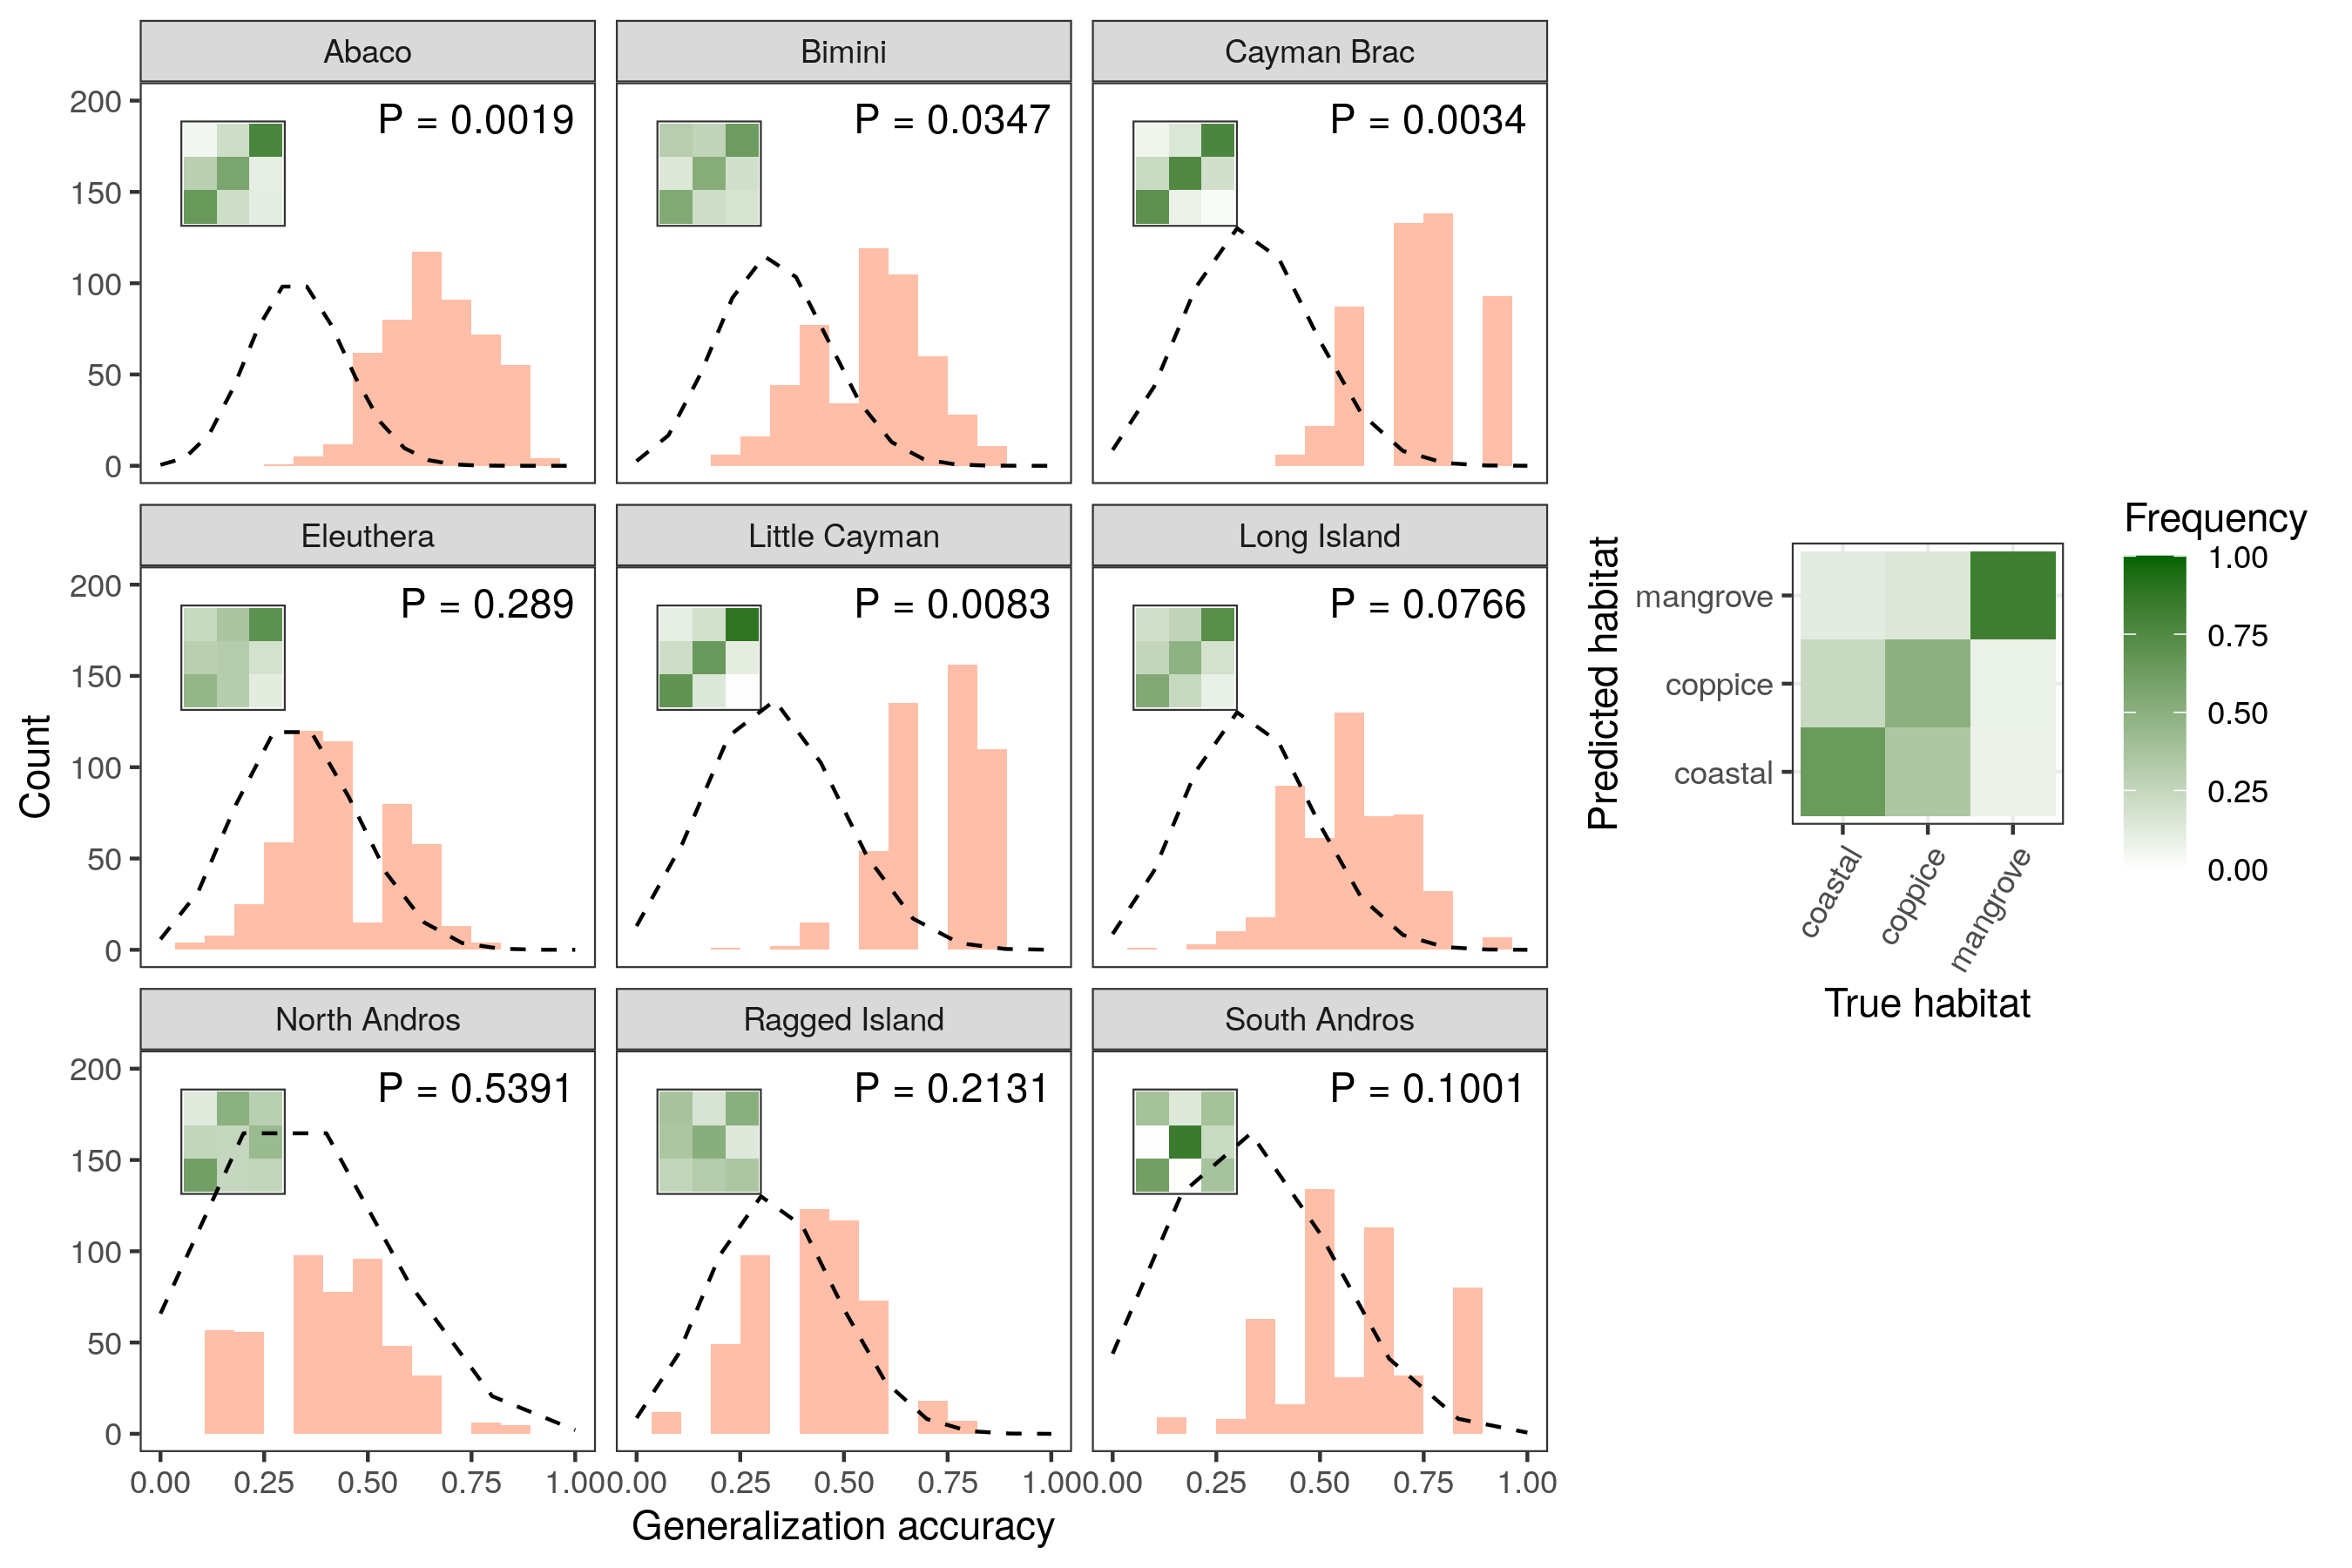 Abaco
Bimini
Cayman Brac
200
150
100
50
0
P = 0.0019
P = 0.0347
P = 0.0034
Eleuthera
Little Cayman
Long Island
200
150
100
50
0
P = 0.289
P = 0.0083
P = 0.0766
Count
North Andros
Ragged Island
South Andros
200
150
100
50
0
P = 0.5391
P = 0.2131
P = 0.1001
0.00 0.25 0.50 0.75 1.00
0.00 0.25 0.50 0.75 1.00
0.00 0.25 0.50 0.75 1.00
Generalization accuracy
Predicted habitat
mangrove
coppice
coastal
coastal
coppice
mangrove
True habitat
Frequency
1.00
0.75
0.50
0.25
0.00